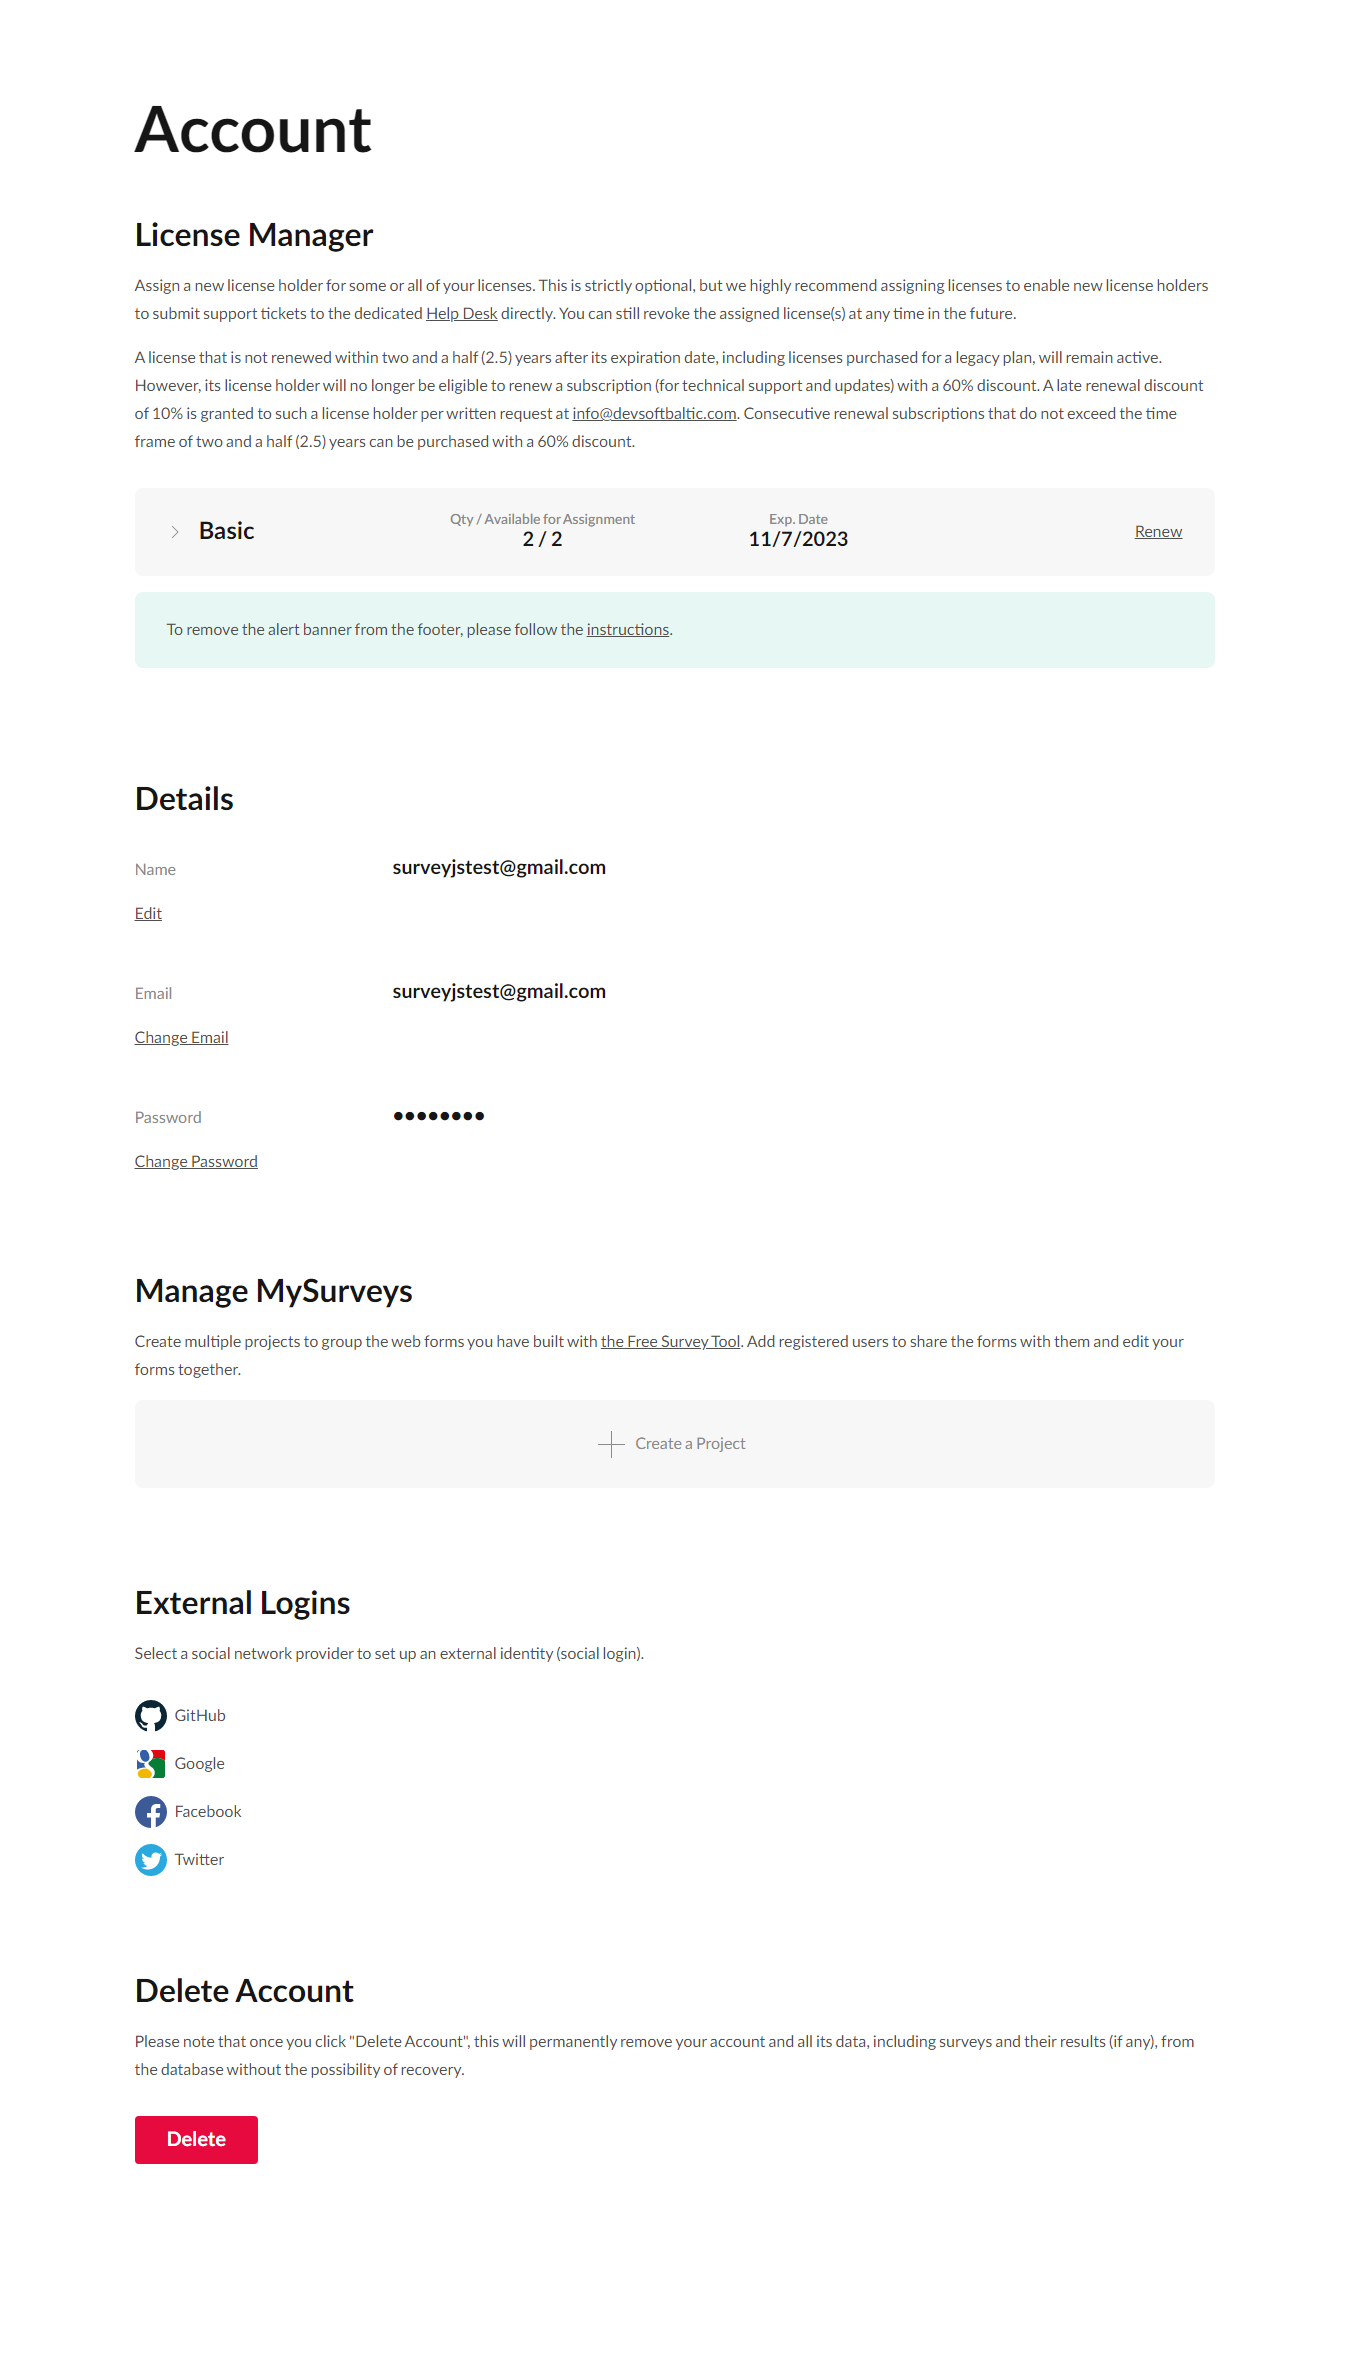 Account
License Manager
Assign a new license holder for some or all of your licenses. This is strictly optional, but we highly recommend assigning licenses to enable new license holders
to submit support tickets to the dedicated Help Desk directly. You can still revoke the assigned license(s) at any time in the future.
A license that is not renewed within two and a half (2.5) years after its expiration date, including licenses purchased for a legacy plan, will remain active.
However, its license holder will no longer be eligible to renew a subscription (for technical support and updates) with a 60% discount. A late renewal discount
of 10% is granted to such a license holder per written request at info@devsoftbaltic.com. Consecutive renewal subscriptions that do not exceed the time
frame of two and a half (2.5) years can be purchased with a 60% discount.
Qty / Available for Assignment Exp. Date
Basic 2 / 2 11/7/2023 Renew
To remove the alert banner from the footer, please follow the instructions.
Details
Name surveyjstest@gmail.com
Edit
Email surveyjstest@gmail.com
Change Email
Password ••••••••
Change Password
Manage MySurveys
Create multiple projects to group the web forms you have built with the Free Survey Tool. Add registered users to share the forms with them and edit your
forms together.
Create a Project
External Logins
Select a social network provider to set up an external identity (social login).
GitHub
Google
Facebook
Twitter
Delete Account
Please note that once you click "Delete Account", this will permanently remove your account and all its data, including surveys and their results (if any), from
the database without the possibility of recovery.
Delete